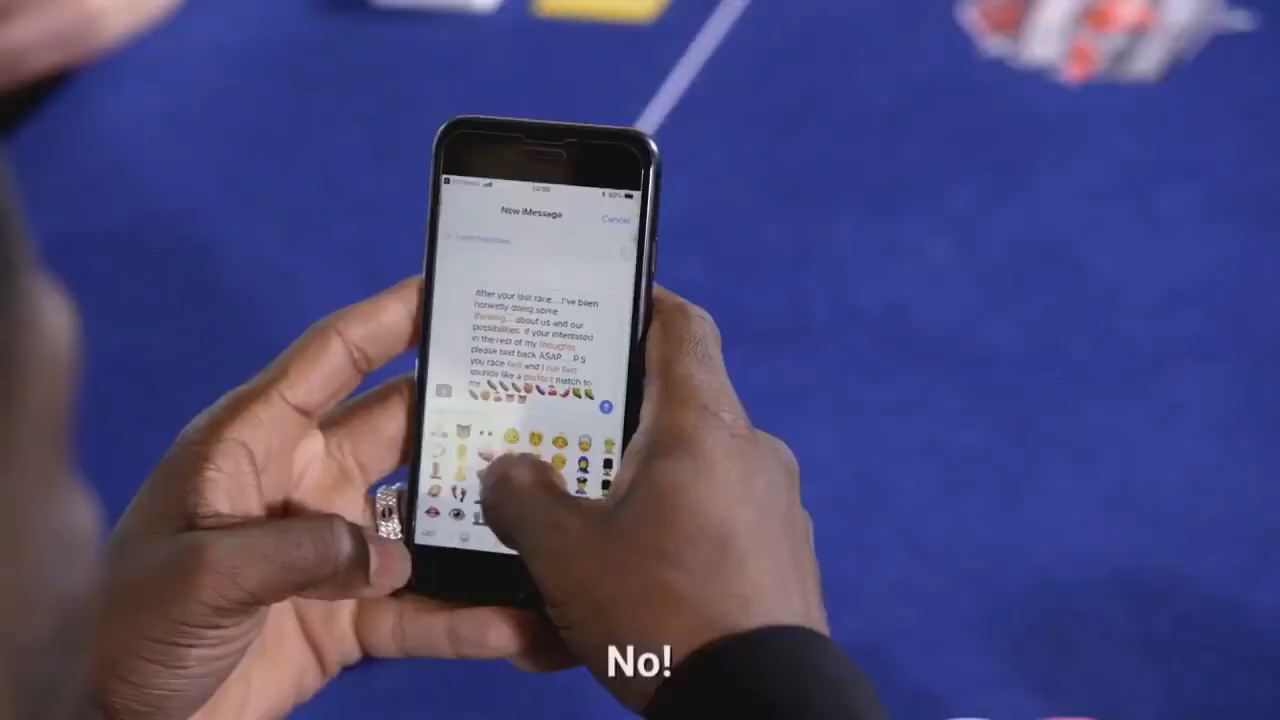 New iMessage
Cancel
After your last race....I've been
honestly doing some
thinking... about us and our
possibilities. If your interested
in the rest of my thoughts
please text back ASAP....P.S
you race fast and I run fast
sounds like a perfect match to
me
No!